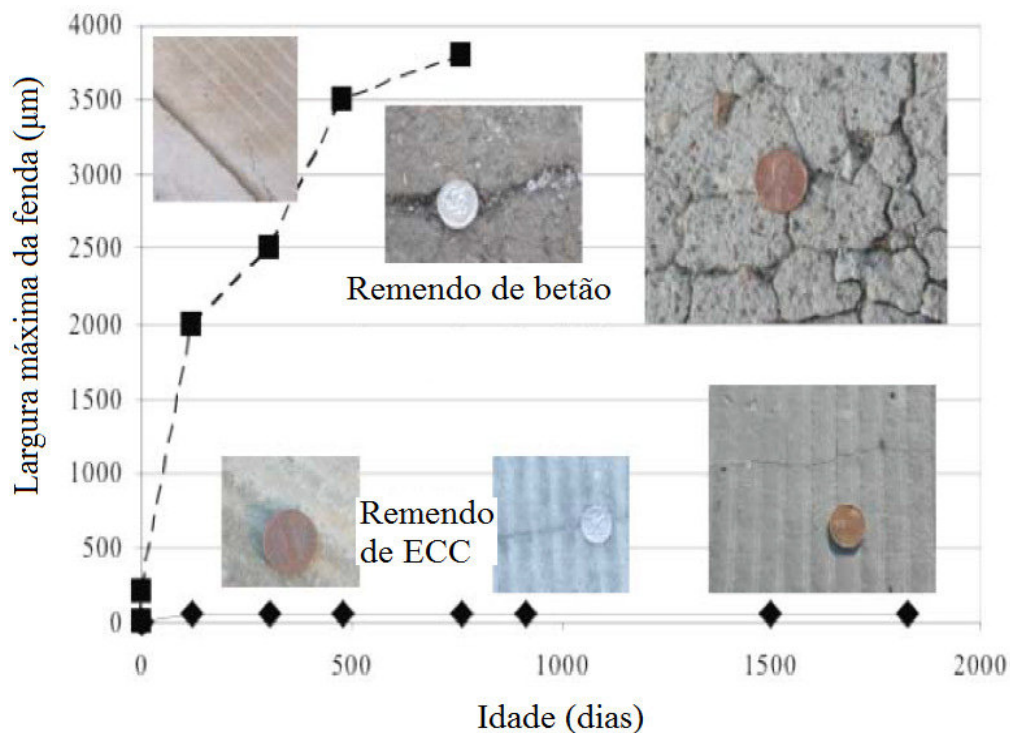 4000
3500
3000
2500
2000
1500
1000
500
0
Largura máxima da fenda (μm)
Remendo de betão
Remendo
de ECC
0 500 1000 1500 2000
Idade (dias)